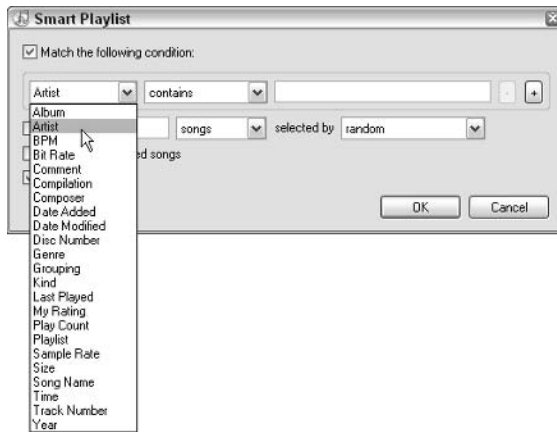 Smart Playlist
Match the following condition:
Artist contains - +
Album
Artist
songs selected by random
BPM
Bit Rate d songs
Comment
Compilation
Composer
Date Added OK Cancel
Date Modified
Disc Number
Genre
Grouping
Kind
Last Played
My Rating
Play Count
Playlist
Sample Rate
Size
Song Name
Time
Track Number
Year